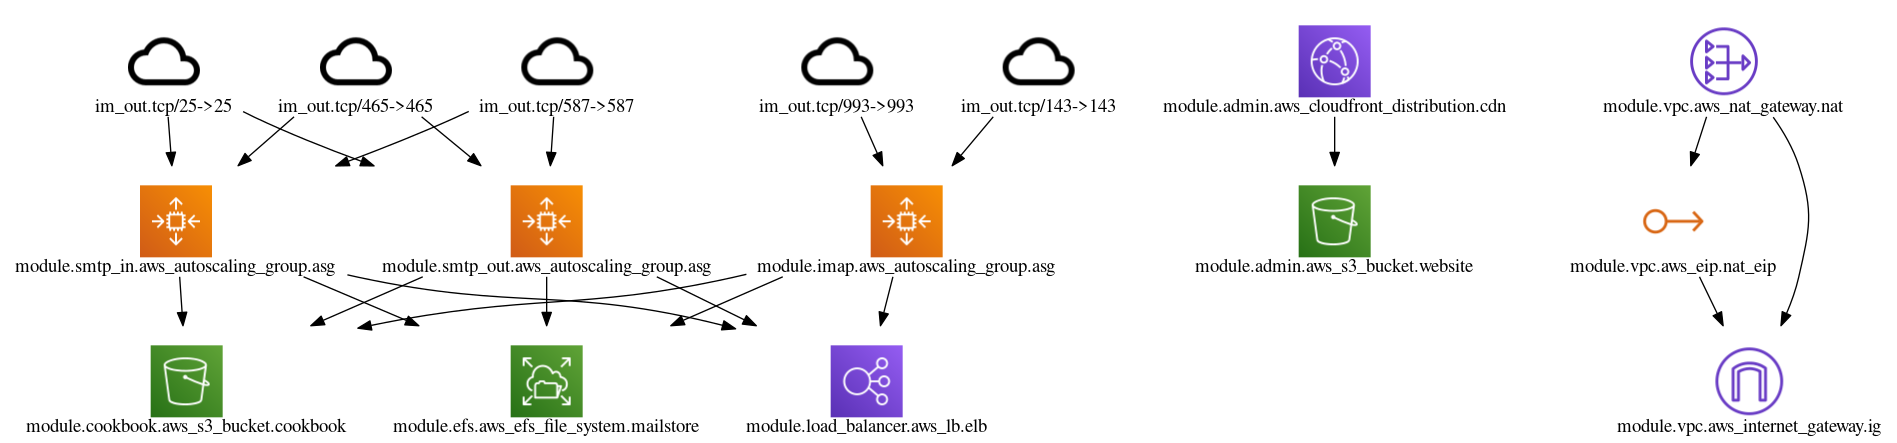 im_out.tcp/25->25
im_out.tcp/465->465
im_out.tcp/587->587
im_out.tcp/993->993
im_out.tcp/143->143
module.admin.aws_cloudfront_distribution.cdn
module.vpc.aws_nat_gateway.nat
module.smtp_in.aws_autoscaling_group.asg
module.smtp_out.aws_autoscaling_group.asg
module.imap.aws_autoscaling_group.asg
module.admin.aws_s3_bucket.website
module.vpc.aws_eip.nat_eip
module.cookbook.aws_s3_bucket.cookbook
module.efs.aws_efs_file_system.mailstore
module.load_balancer.aws_lb.elb
module.vpc.aws_internet_gateway.ig